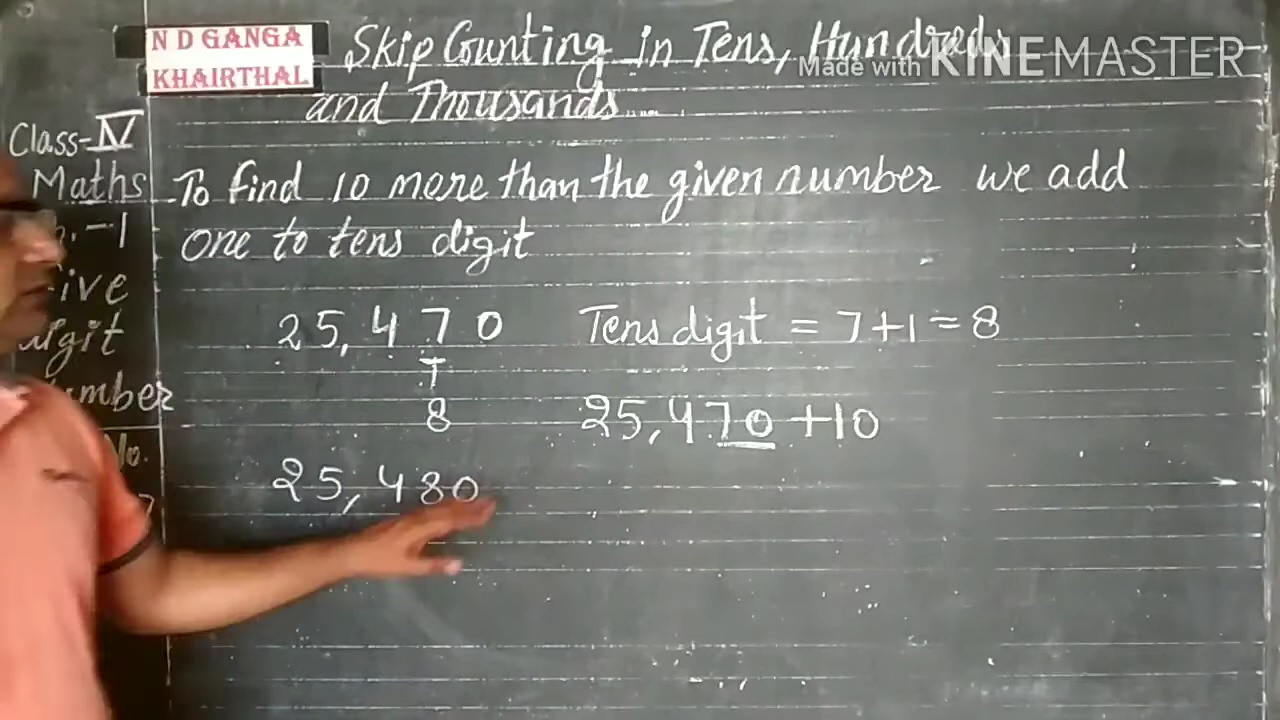 N D GANGA
KHAIRTHAL
Skip Counting in Tens, Hundreds
and Thousands
Made with KINEMASTER
Class-IV
Maths
-1
ive
igit
umber
No.
To find 10 more than the given number we add
one to tens digit
25,470 Tens digit = 7+1=8
T
8 25,470 +10
25,480